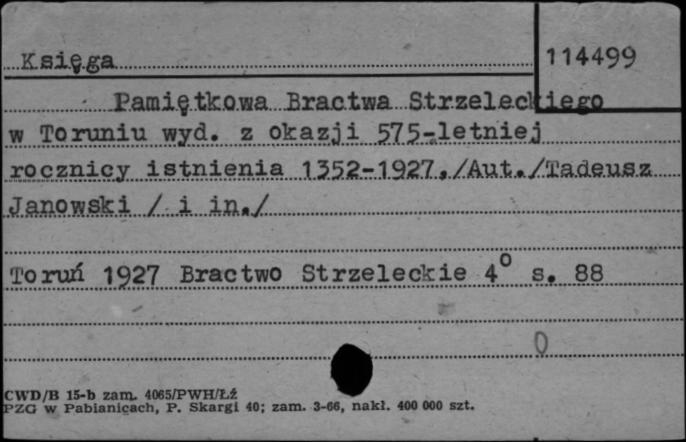 Księga
114499
Pamiętkowa Bractwa Strzeleckiego
w Toruniu wyd. z okazji 575-letniej
rocznicy istnienia 1352-1927./Aut./Tadeusz
Janowski / i in./
Toruń 1927 Bractwo Strzeleckie 4° s. 88
0
CWD/B 15-b zam. 4065/PWH/Łź
PZG w Pabianicach, P. Skargi 40; zam. 3-66, nakł. 400 000 szt.